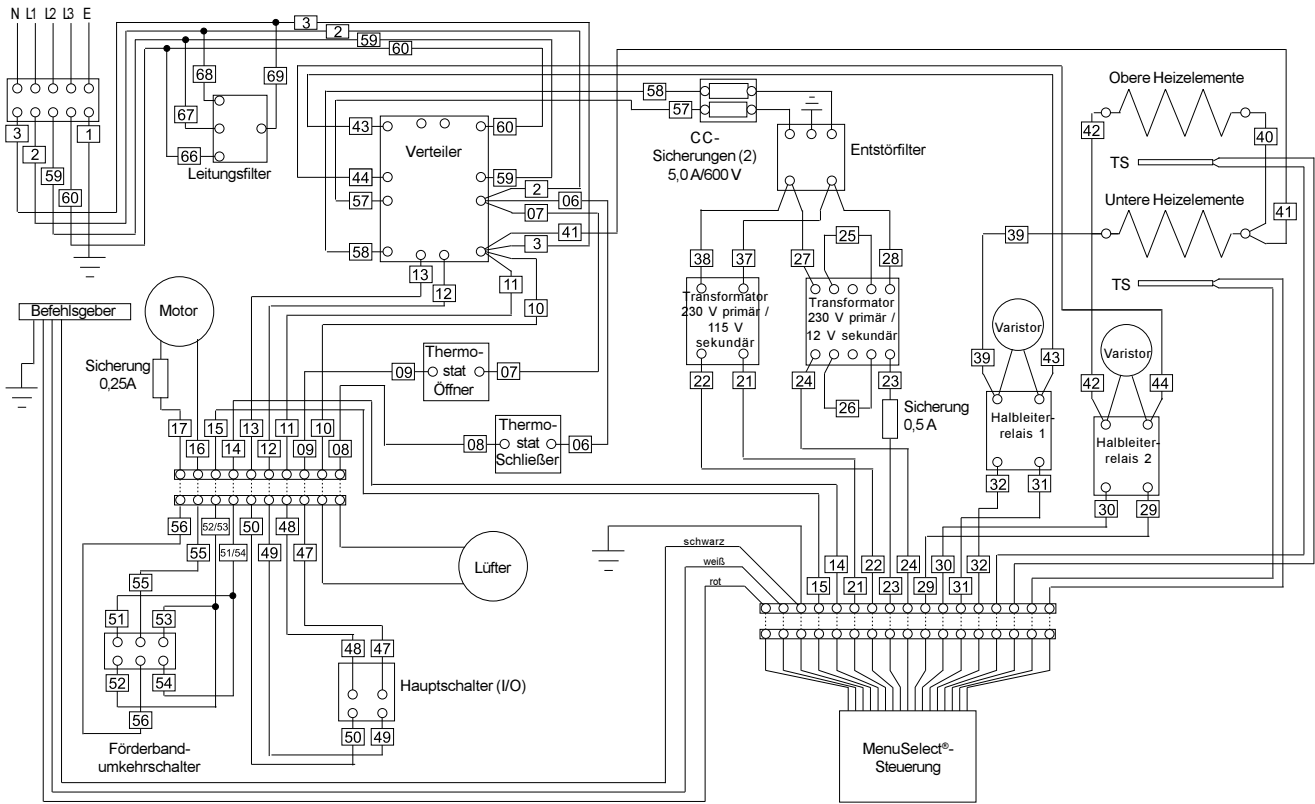 N L1 L2 L3 E
3
2
59
60
68
69
67
66
Leitungsfilter
3
2
59
60
1
43
44
57
58
Verteiler
60
59
2
06
07
41
3
13
12
11
10
58
57
CC-
Sicherungen (2)
5,0 A/600 V
Entstörfilter
Obere Heizelemente
42
40
TS
Untere Heizelemente
39
41
TS
38
37
27
25
28
Transformator
230 V primär /
115 V
sekundär
Transformator
230 V primär /
12 V sekundär
22
21
24
26
23
Sicherung
0,5 A
Varistor
39
43
Halbleiter-
relais 1
32
31
Varistor
42
44
Halbleiter-
relais 2
30
29
Befehlsgeber
Motor
Sicherung
0,25A
09
Thermo-
stat
Öffner
07
08
Thermo-
stat
Schließer
06
17
16
15
14
13
12
11
09
10
08
56
55
52/53
51/54
50
49
48
47
Lüfter
55
51
53
52
54
56
Förderband-
umkehrschalter
48
47
Hauptschalter (I/O)
50
49
schwarz
weiß
rot
15
14
21
22
23
24
29
30
31
32
MenuSelect®-
Steuerung